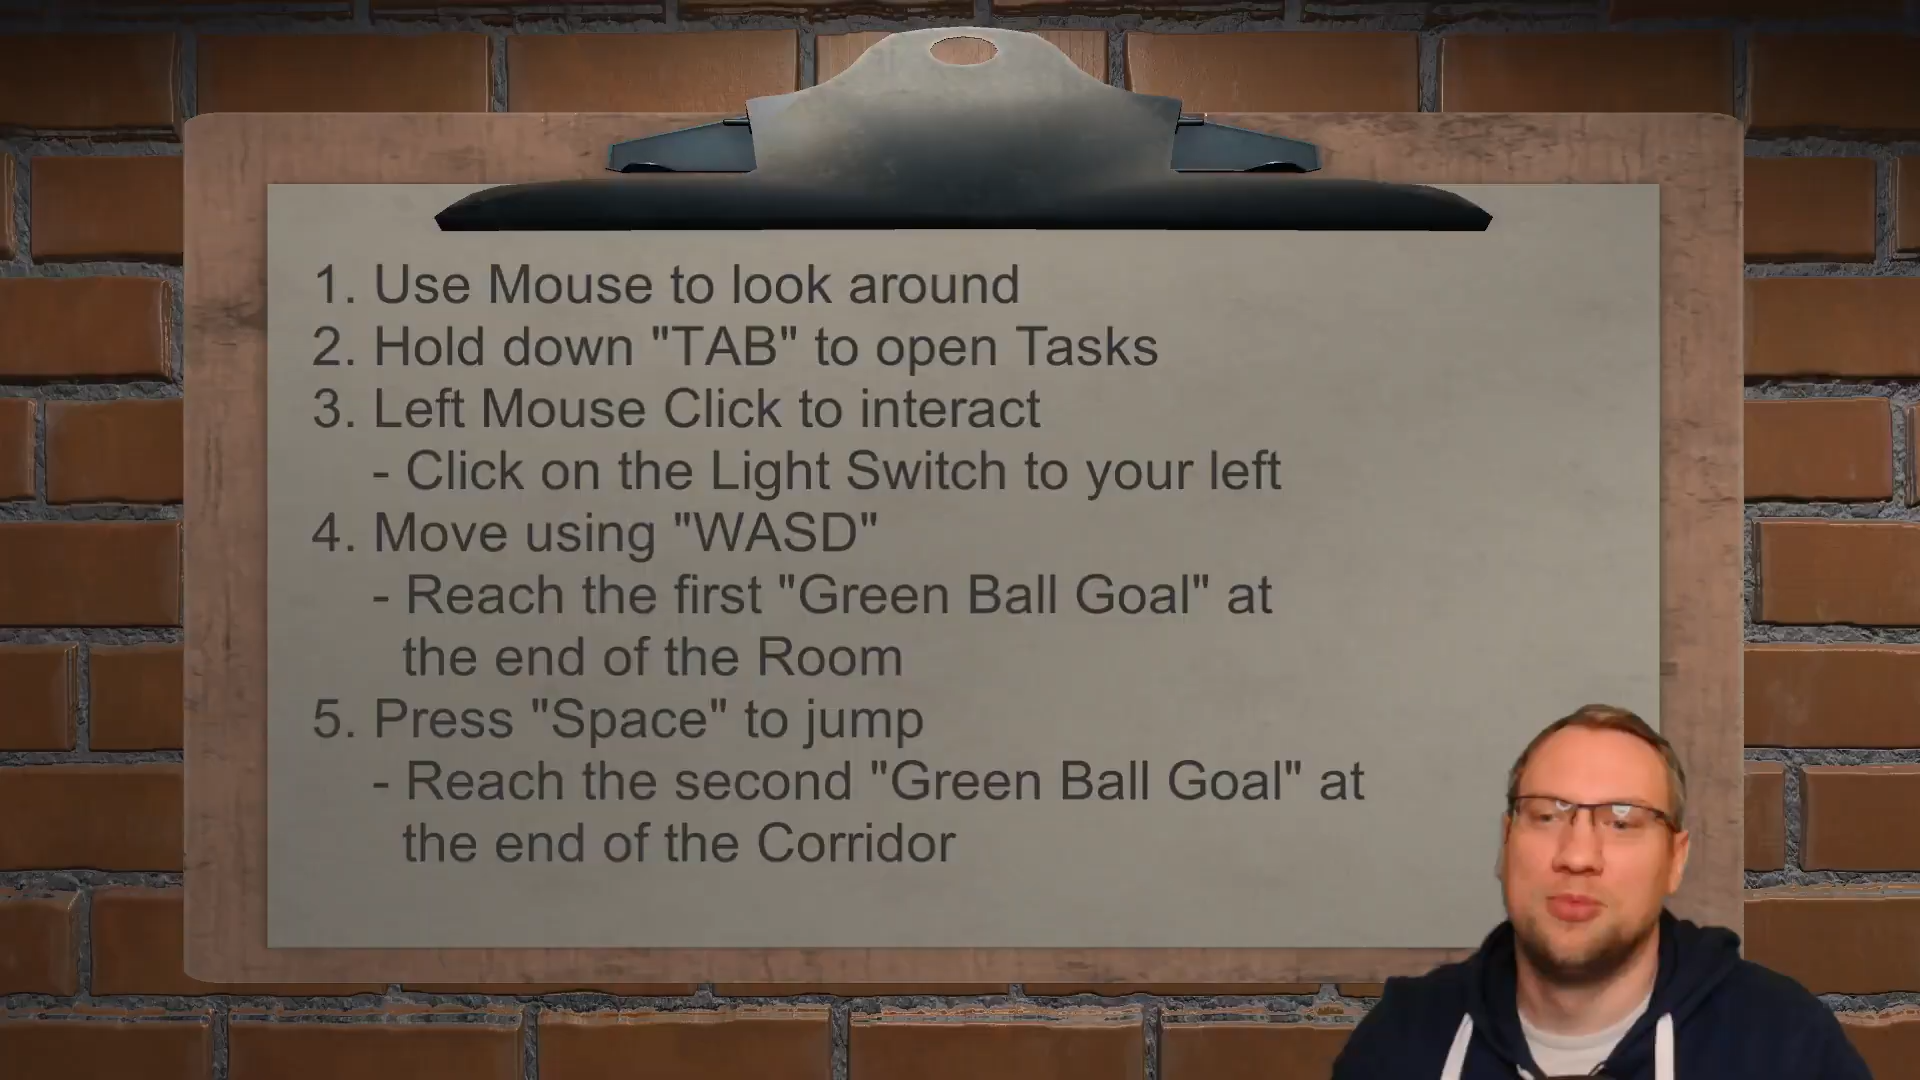 1. Use Mouse to look around
2. Hold down "TAB" to open Tasks
3. Left Mouse Click to interact
- Click on the Light Switch to your left
4. Move using "WASD"
- Reach the first "Green Ball Goal" at
the end of the Room
5. Press "Space" to jump
- Reach the second "Green Ball Goal" at
the end of the Corridor